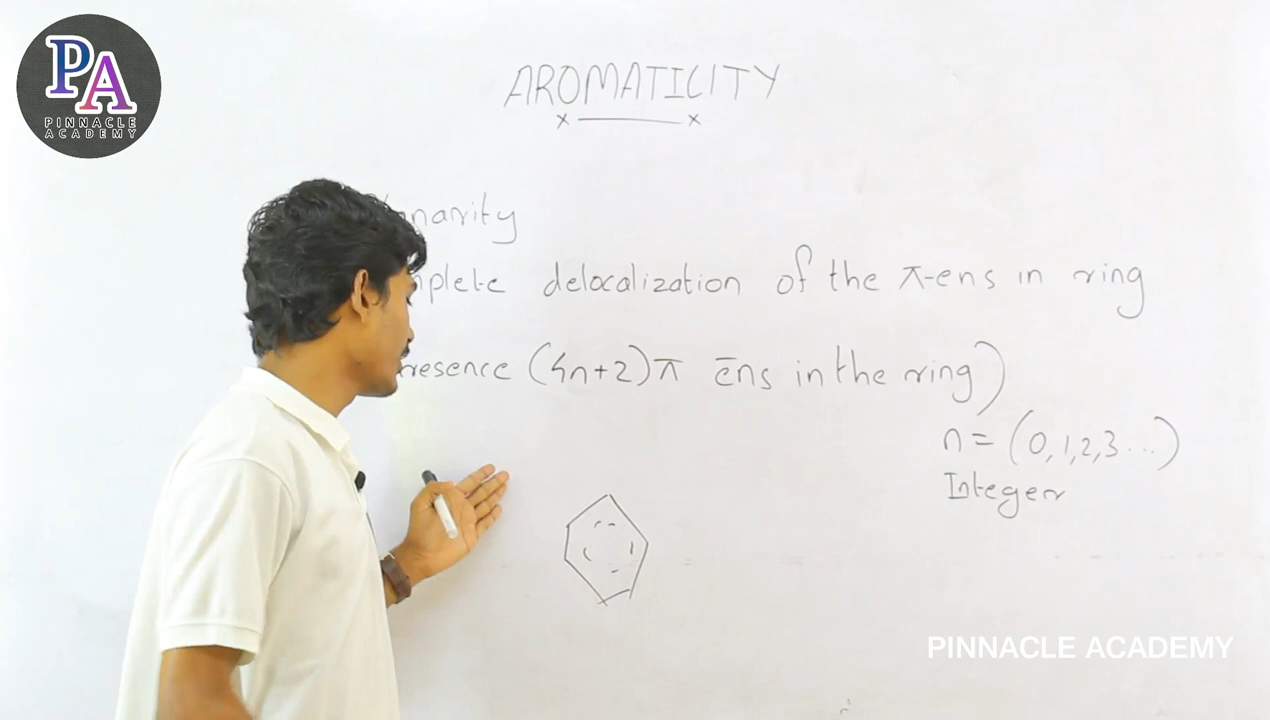 PA
PINNACLE
ACADEMY
AROMATICITY
x x
narity
plete delocalization of the π-ens in ring
resence (4n+2)π ēns in the ring)
n = (0,1,2,3...)
Integer
PINNACLE ACADEMY